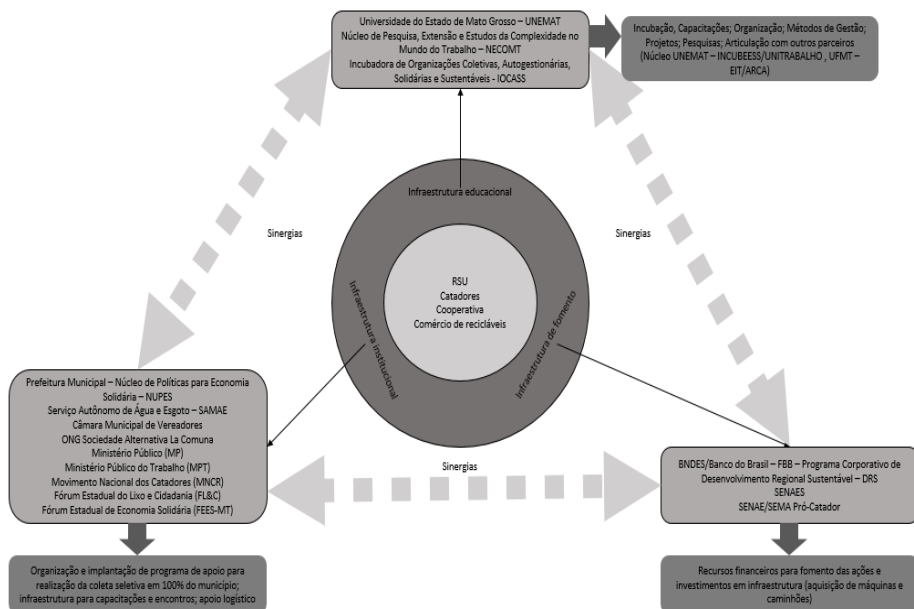 Universidade do Estado de Mato Grosso – UNEMAT
Núcleo de Pesquisa, Extensão e Estudos da Complexidade no
Mundo do Trabalho – NECOMT
Incubadora de Organizações Coletivas, Autogestionárias,
Solidárias e Sustentáveis - IOCASS
Incubação, Capacitações; Organização; Métodos de Gestão;
Projetos; Pesquisas; Articulação com outros parceiros
(Núcleo UNEMAT – INCUBEESS/UNITRABALHO , UFMT –
EIT/ARCA)
Infraestrutura educacional
Sinergias
Sinergias
RSU
Catadores
Cooperativa
Comércio de recicláveis
Infraestrutura institucional
Infraestrutura de fomento
Prefeitura Municipal – Núcleo de Políticas para Economia
Solidária – NUPES
Serviço Autônomo de Água e Esgoto – SAMAE
Câmara Municipal de Vereadores
ONG Sociedade Alternativa La Comuna
Ministério Público (MP)
Ministério Público do Trabalho (MPT)
Movimento Nacional dos Catadores (MNCR)
Fórum Estadual do Lixo e Cidadania (FL&C)
Fórum Estadual de Economia Solidária (FEES-MT)
Sinergias
BNDES/Banco do Brasil – FBB – Programa Corporativo de
Desenvolvimento Regional Sustentável – DRS
SENAES
SENAE/SEMA Pró-Catador
Organização e implantação de programa de apoio para
realização da coleta seletiva em 100% do município;
infraestrutura para capacitações e encontros; apoio logístico
Recursos financeiros para fomento das ações e
investimentos em infraestrutura (aquisição de máquinas e
caminhões)